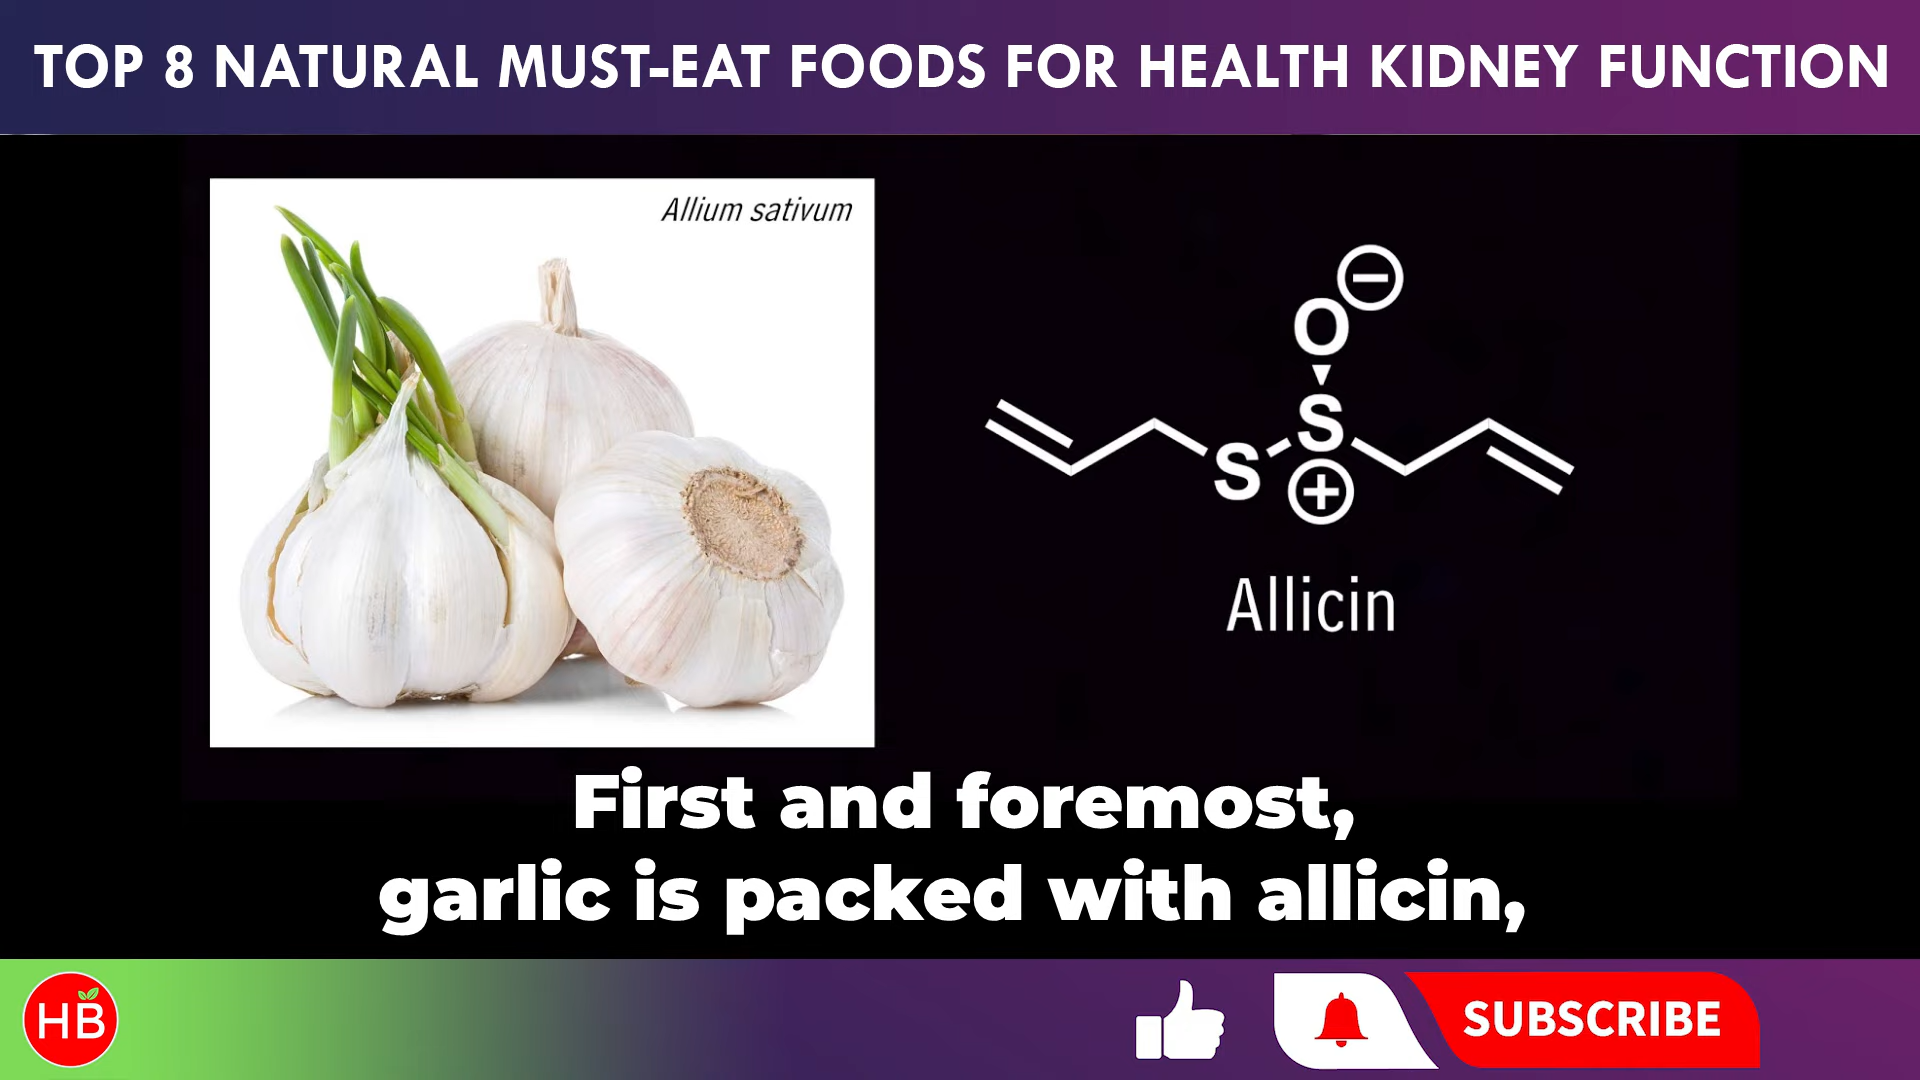 TOP 8 NATURAL MUST-EAT FOODS FOR HEALTH KIDNEY FUNCTION
Allium sativum
O
S
S
Allicin
First and foremost,
garlic is packed with allicin,
HB
SUBSCRIBE